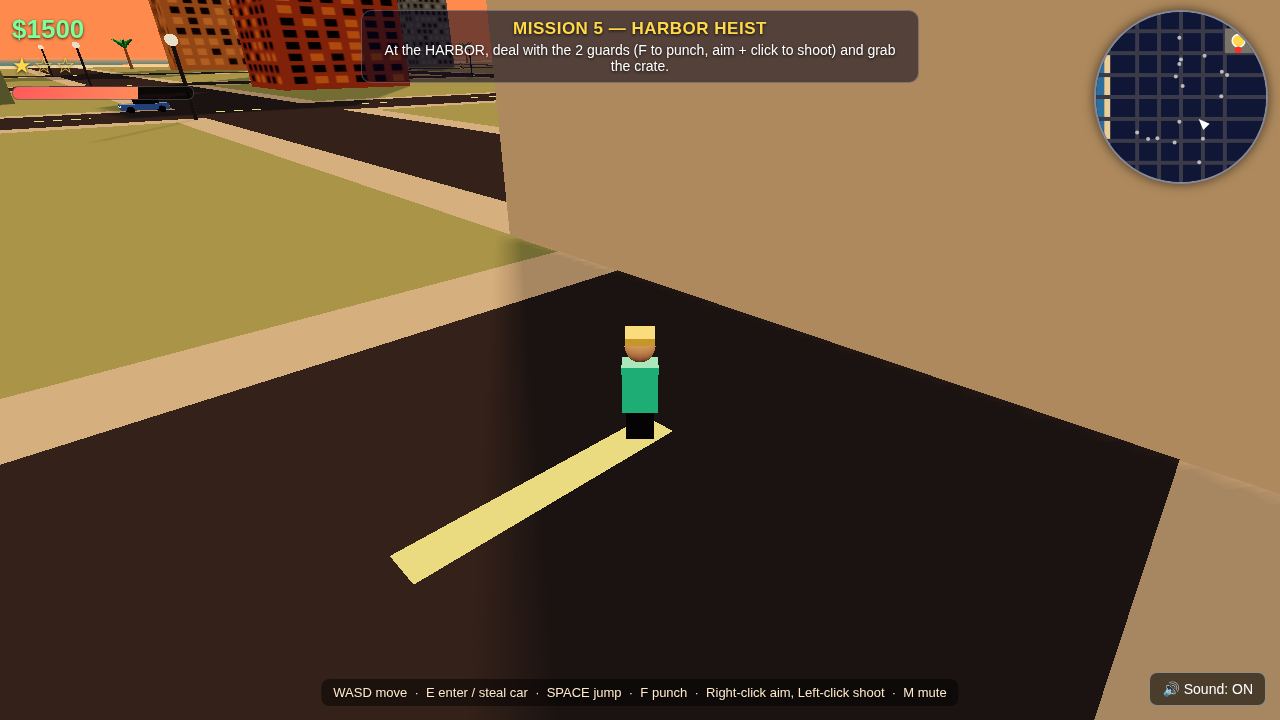 $1500
★☆☆
MISSION 5 — HARBOR HEIST
At the HARBOR, deal with the 2 guards (F to punch, aim + click to shoot) and grab
the crate.
WASD move · E enter / steal car · SPACE jump · F punch · Right-click aim, Left-click shoot · M mute
🔊 Sound: ON